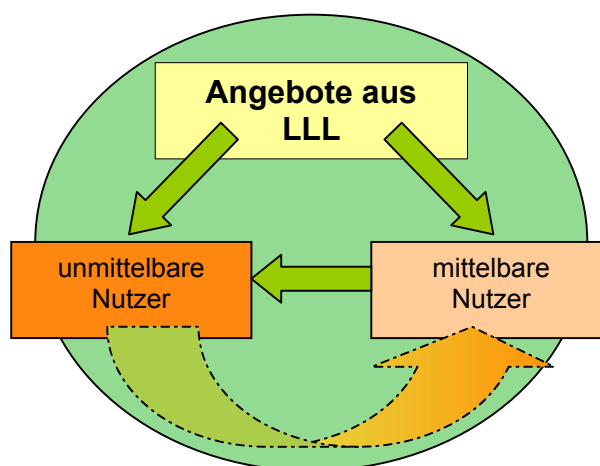 Angebote aus
LLL
unmittelbare
Nutzer
mittelbare
Nutzer